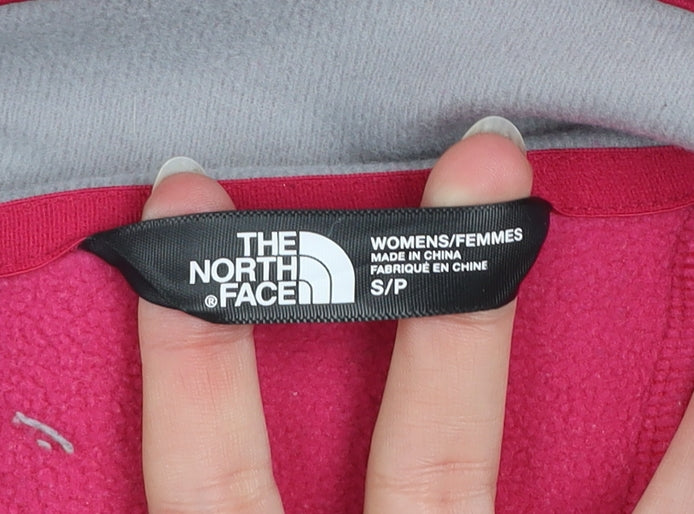 THE
NORTH
®FACE
WOMENS/FEMMES
MADE IN CHINA
FABRIQUÉ EN CHINE
S/P